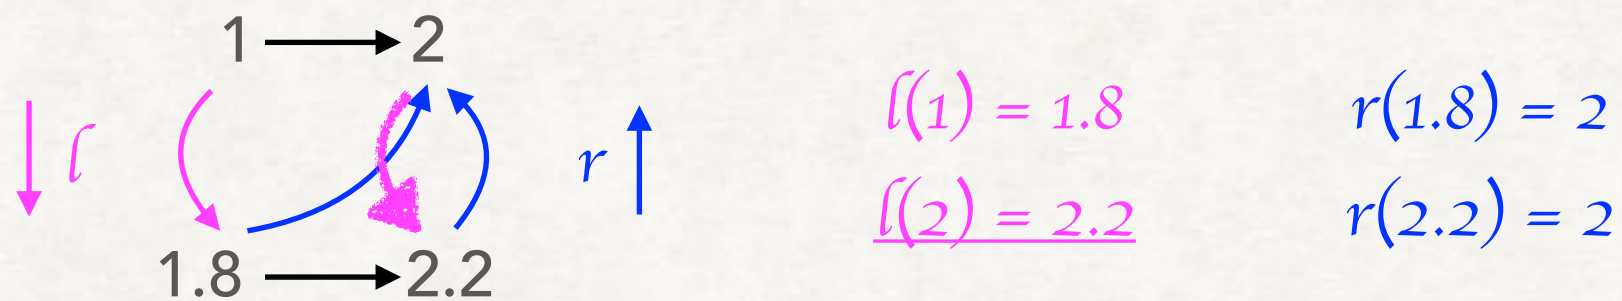 1 → 2
l(1) = 1.8
r(1.8) = 2
l
r
l(2) = 2.2
r(2.2) = 2
1.8 → 2.2